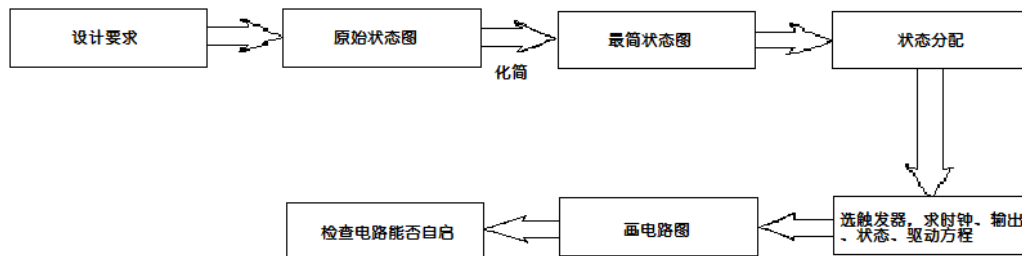 设计要求
原始状态图
化简
最简状态图
状态分配
选触发器，求时钟、输出
、状态、驱动方程
画电路图
检查电路能否自启